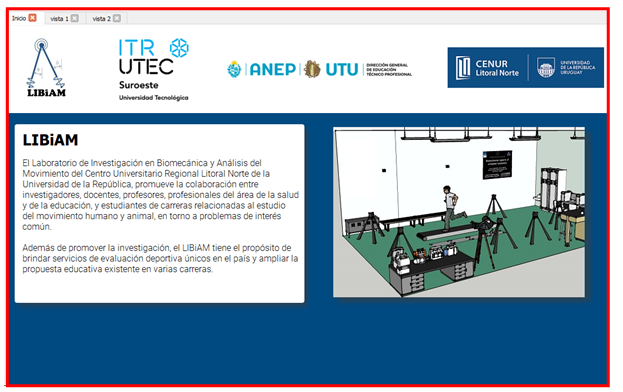 Inicio
vista 1
vista 2
LIBiAM
ITR
UTEC
Suroeste
Universidad Tecnológica
ANEP
UTU
DIRECCIÓN GENERAL
DE EDUCACIÓN
TÉCNICO PROFESIONAL
CENUR
Litoral Norte
UNIVERSIDAD
DE LA REPÚBLICA
URUGUAY
LIBiAM
El Laboratorio de Investigación en Biomecánica y Análisis del
Movimiento del Centro Universitario Regional Litoral Norte de la
Universidad de la República, promueve la colaboración entre
investigadores, docentes, profesores, profesionales del área de la salud
y de la educación, y estudiantes de carreras relacionadas al estudio
del movimiento humano y animal, en torno a problemas de interés
común.
Además de promover la investigación, el LIBiAM tiene el propósito de
brindar servicios de evaluación deportiva únicos en el país y ampliar la
propuesta educativa existente en varias carreras.